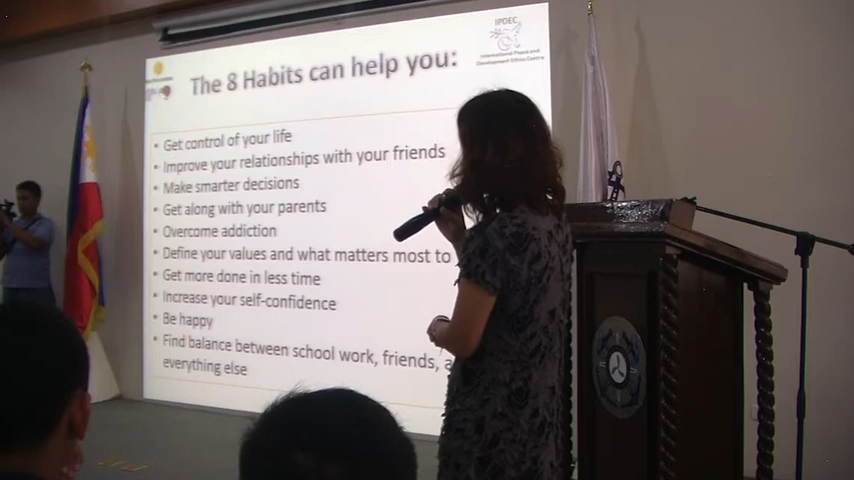 IPDEC
International Peace and
Development Ethics Centre
The 8 Habits can help you:
• Get control of your life
• Improve your relationships with your friends
• Make smarter decisions
• Get along with your parents
• Overcome addiction
• Define your values and what matters most to
• Get more done in less time
• Increase your self-confidence
• Be happy
• Find balance between school work, friends,
everything else